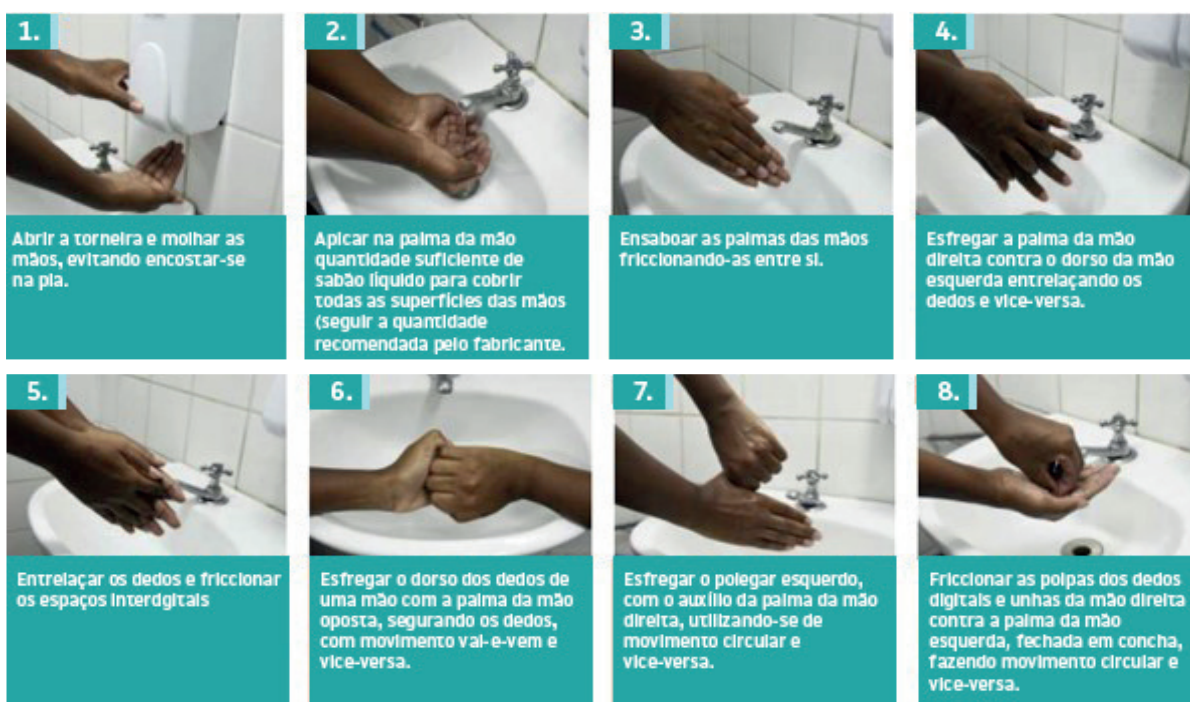 1.
Abrir a torneira e molhar as
mãos, evitando encostar-se
na pia.
2.
Apicar na palma da mão
quantidade suficiente de
sabão líquido para cobrir
todas as superfícies das mãos
(seguir a quantidade
recomendada pelo fabricante.
3.
Ensaboar as palmas das mãos
friccionando-as entre si.
4.
Esfregar a palma da mão
direita contra o dorso da mão
esquerda entrelaçando os
dedos e vice-versa.
5.
Entrelaçar os dedos e friccionar
os espaços interdgitais
6.
Esfregar o dorso dos dedos de
uma mão com a palma da mão
oposta, segurando os dedos,
com movimento vai-e-vem e
vice-versa.
7.
Esfregar o polegar esquerdo,
com o auxílio da palma da mão
direita, utilizando-se de
movimento circular e
vice-versa.
8.
Friccionar as polpas dos dedos
digitais e unhas da mão direita
contra a palma da mão
esquerda, fechada em concha,
fazendo movimento circular e
vice-versa.